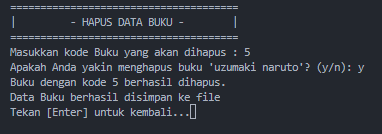 ======================================
|         - HAPUS DATA BUKU -        |
======================================
Masukkan kode Buku yang akan dihapus : 5
Apakah Anda yakin menghapus buku 'uzumaki naruto'? (y/n): y
Buku dengan kode 5 berhasil dihapus.
Data Buku berhasil disimpan ke file
Tekan [Enter] untuk kembali...